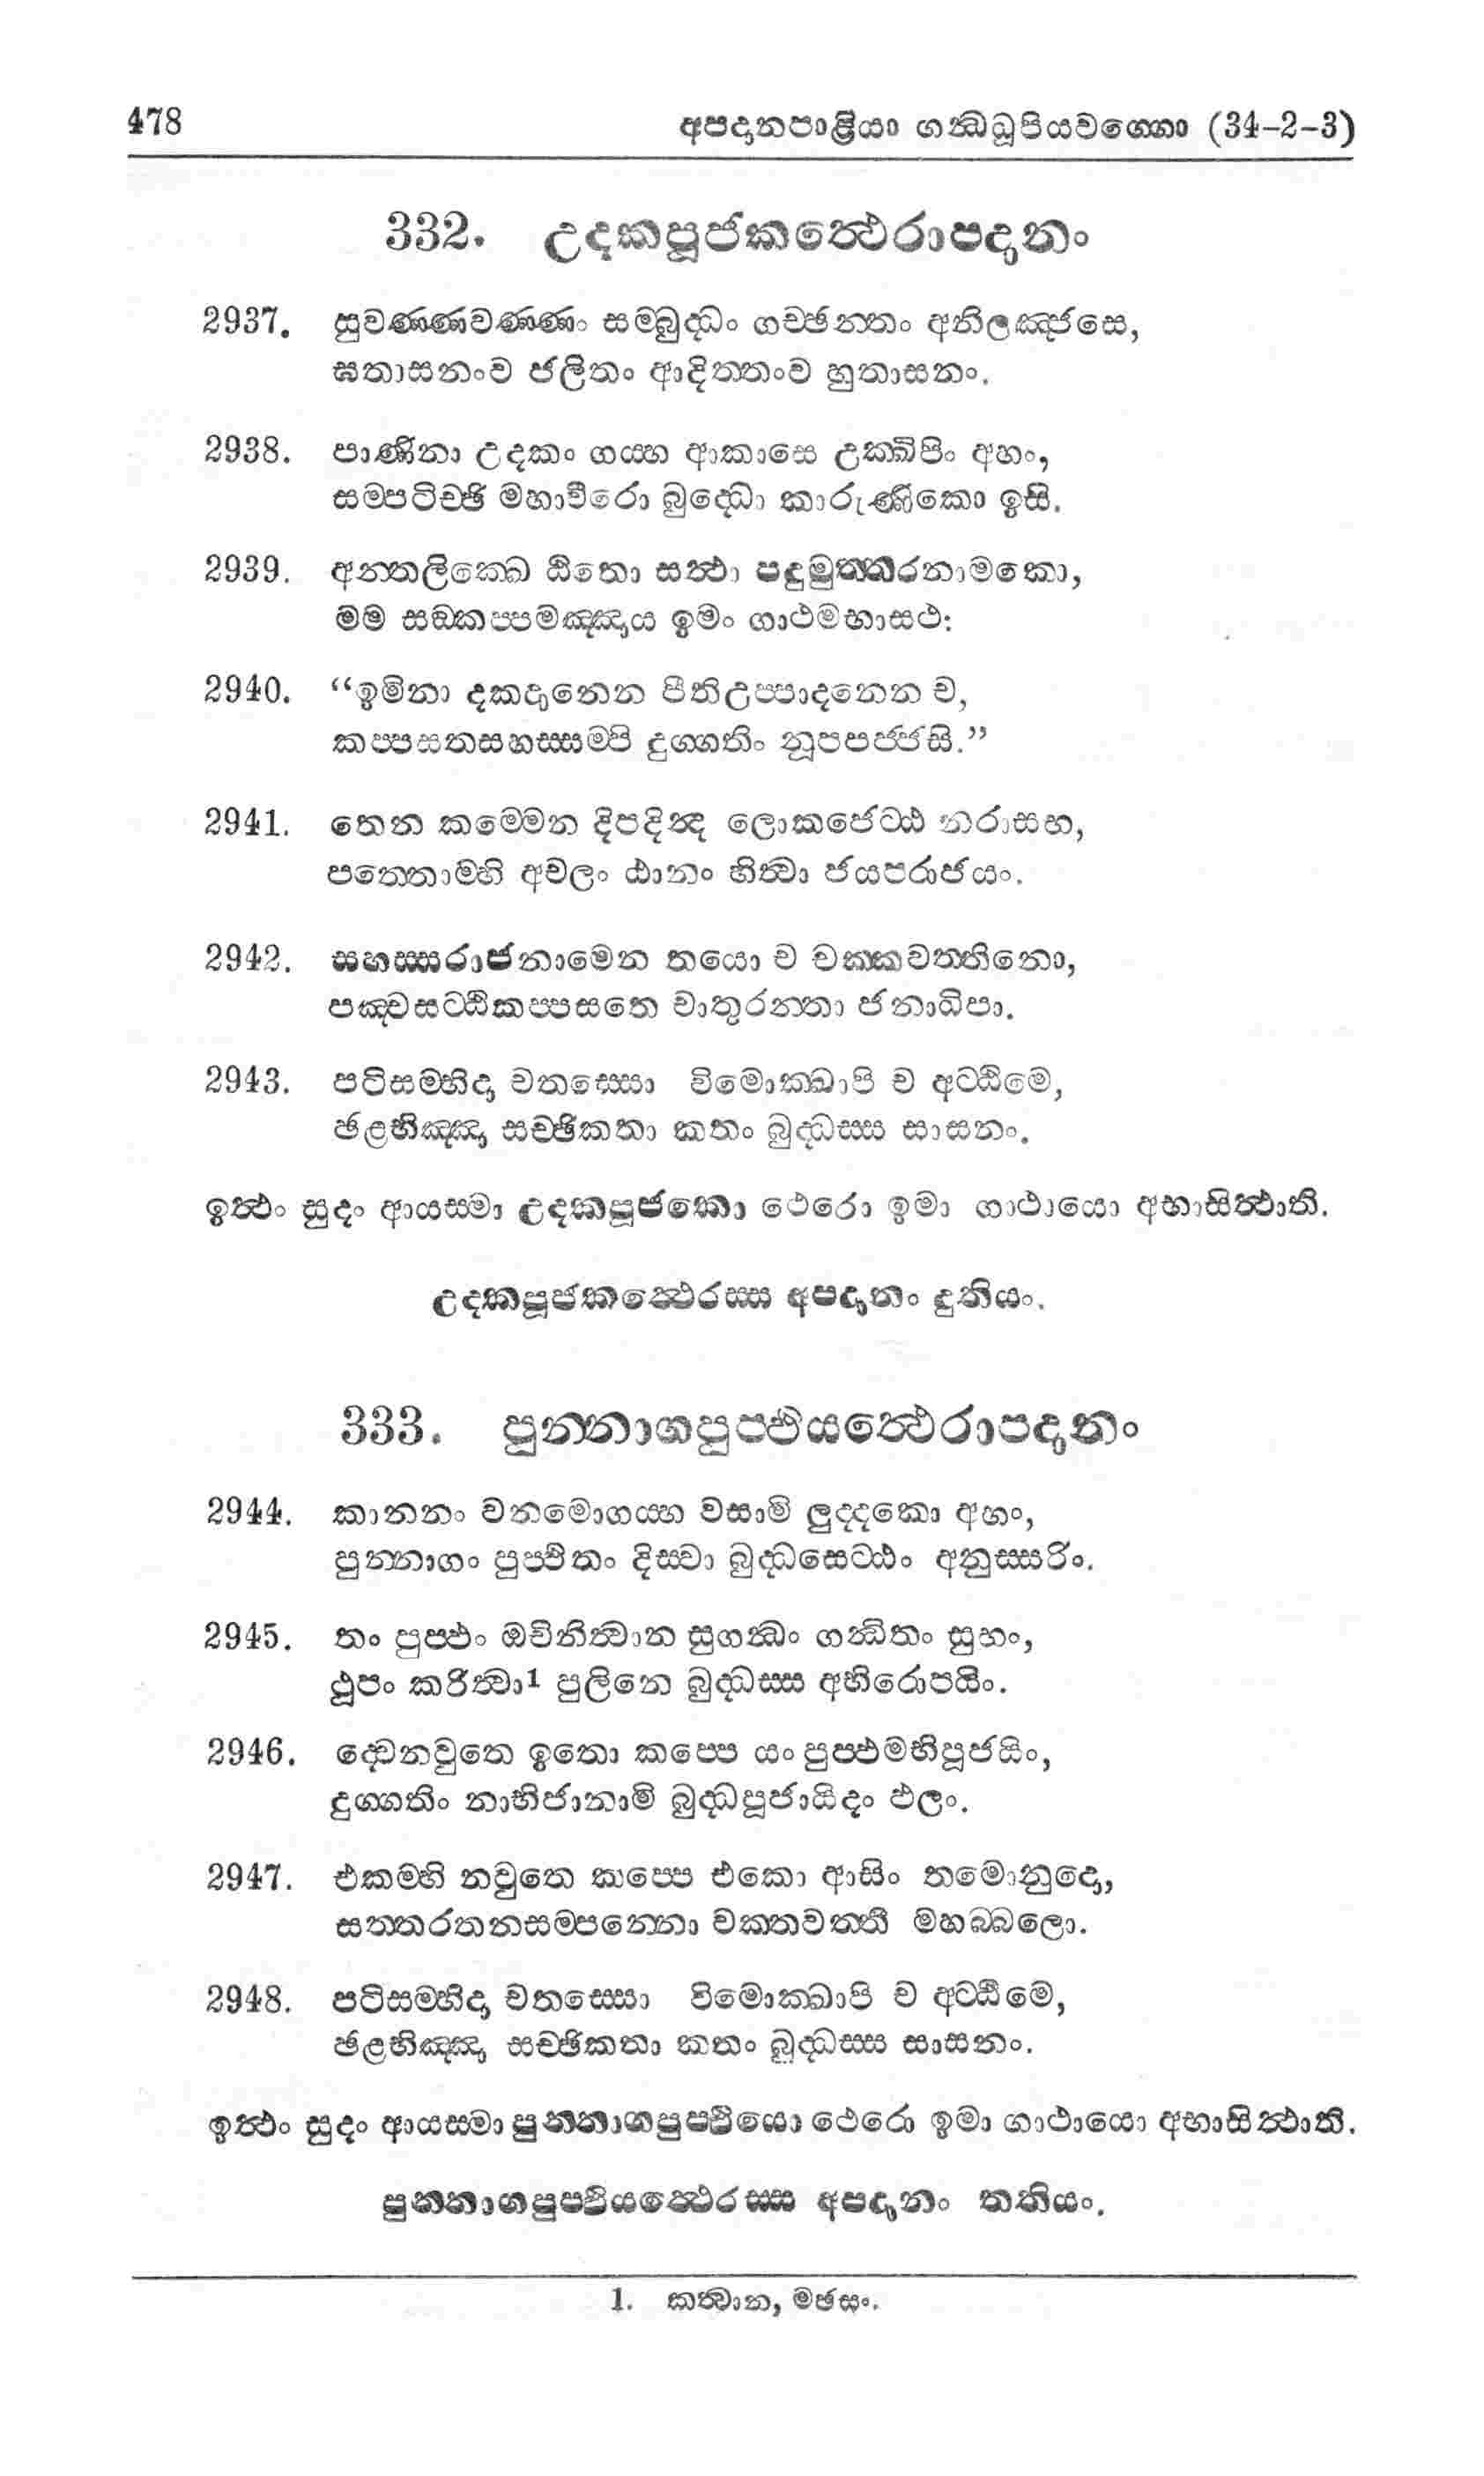 478 අපදානපාළියා ගන්ධධූපියවග්ගො (34-2-3)
332. උදකපූජකත්ථෙරාපදානං
2937. සුවණ්ණවණ්ණං සම්බුද්ධං ගච්ඡන්තං අනිලඤ්ජසෙ,
ඝතාසනංව ජලිතං ආදිත්තංව හුතාසනං.
2938. පාණිනා උදකං ගය්හ ආකාසෙ උක්ඛිපිං අහං,
සම්පටිච්ඡි මහාවීරො බුද්ධො කාරුණිකො ඉසි.
2939. අන්තලික්ඛෙ ඨිතො සත්ථා පදුමුත්තරනාමකො,
මම සඞ්කප්පමඤ්ඤාය ඉමං ගාථමභාසථ:
2940. “ඉමිනා දකදානෙන පීතිඋප්පාදනෙන ච,
කප්පසතසහස්සම්පි දුග්ගතිං නූපපජ්ජසි.”
2941. තෙන කම්මෙන දිපදින්ද ලොකජෙට්ඨ නරාසභ,
පත්තොම්හි අචලං ඨානං හිත්වා ජයපරාජයං.
2942. සහස්සරාජනාමෙන තයො ච චක්කවත්තිනො,
පඤ්චසට්ඨිකප්පසතෙ චාතුරන්තා ජනාධිපා.
2943. පටිසම්භිදා චතස්සො විමොක්ඛාපි ච අට්ඨිමෙ,
ඡළභිඤ්ඤා සච්ඡිකතා කතං බුද්ධස්ස සාසනං.
ඉත්ථං සුදං ආයස්මා උදකපූජකො ථෙරො ඉමා ගාථායො අභාසිත්ථාති.
උදකපූජකත්ථෙරස්ස අපදානං දුතියං.
333. පුන්නාගපුප්ඵියත්ථෙරාපදානං
2944. කානනං වනමොගය්හ වසාමි ලුද්දකො අහං,
පුන්නාගං පුප්ඵිතං දිස්වා බුද්ධසෙට්ඨං අනුස්සරිං.
2945. තං පුප්ඵං ඔචිනිත්වාන සුගන්ධං ගන්ධිතං සුභං,
ථූපං කරිත්වා1 පුලිනෙ බුද්ධස්ස අභිරොපයිං.
2946. ද්වෙනවුතෙ ඉතො කප්පෙ යං පුප්ඵමභිපූජයිං,
දුග්ගතිං නාභිජානාමි බුද්ධපූජායිදං ඵලං.
2947. එකම්හි නවුතෙ කප්පෙ එකො ආසිං තමොනුදො,
සත්තරතනසම්පන්නො චක්කවත්තී මහබ්බලො.
2948. පටිසම්භිදා චතස්සො විමොක්ඛාපි ච අට්ඨිමෙ,
ඡළභිඤ්ඤා සච්ඡිකතා කතං බුද්ධස්ස සාසනං.
ඉත්ථං සුදං ආයස්මා පුන්නාගපුප්ඵියො ථෙරො ඉමා ගාථායො අභාසිත්ථාති.
පුන්නාගපුප්ඵියත්ථෙරස්ස අපදානං තතියං.
1. කත්වාන, මඡසං.